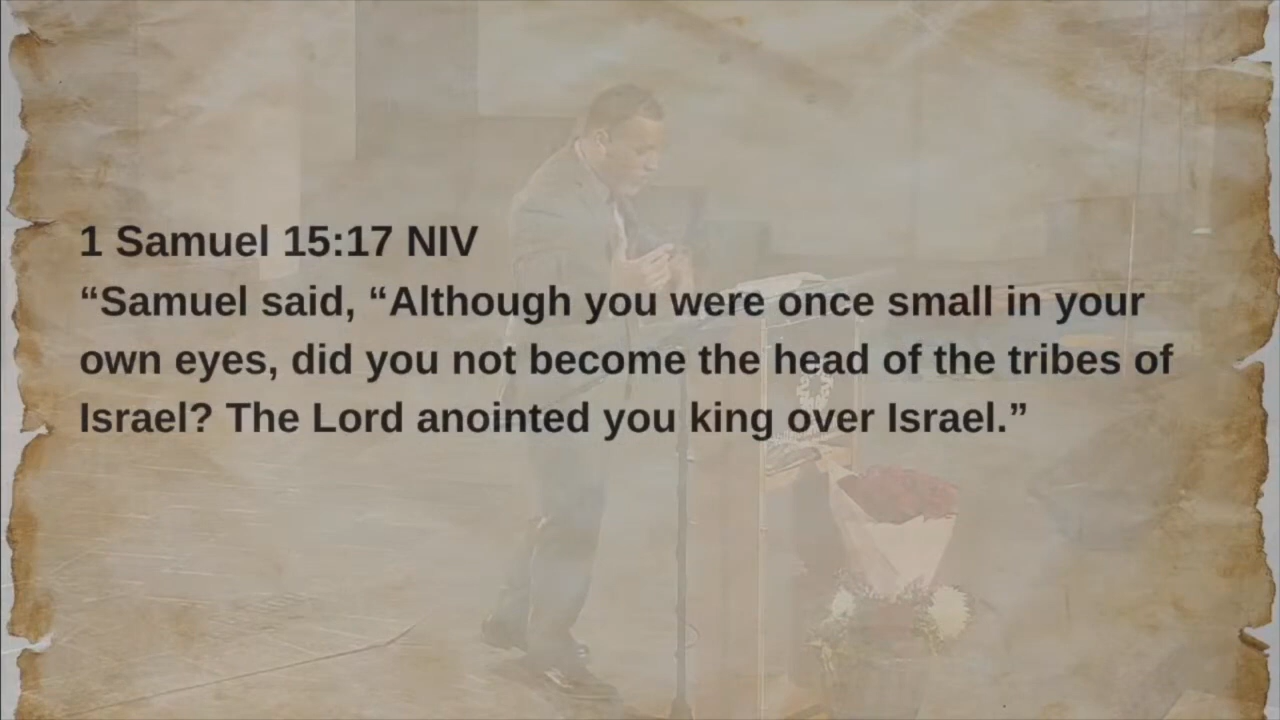 1 Samuel 15:17 NIV
“Samuel said, “Although you were once small in your
own eyes, did you not become the head of the tribes of
Israel? The Lord anointed you king over Israel.”